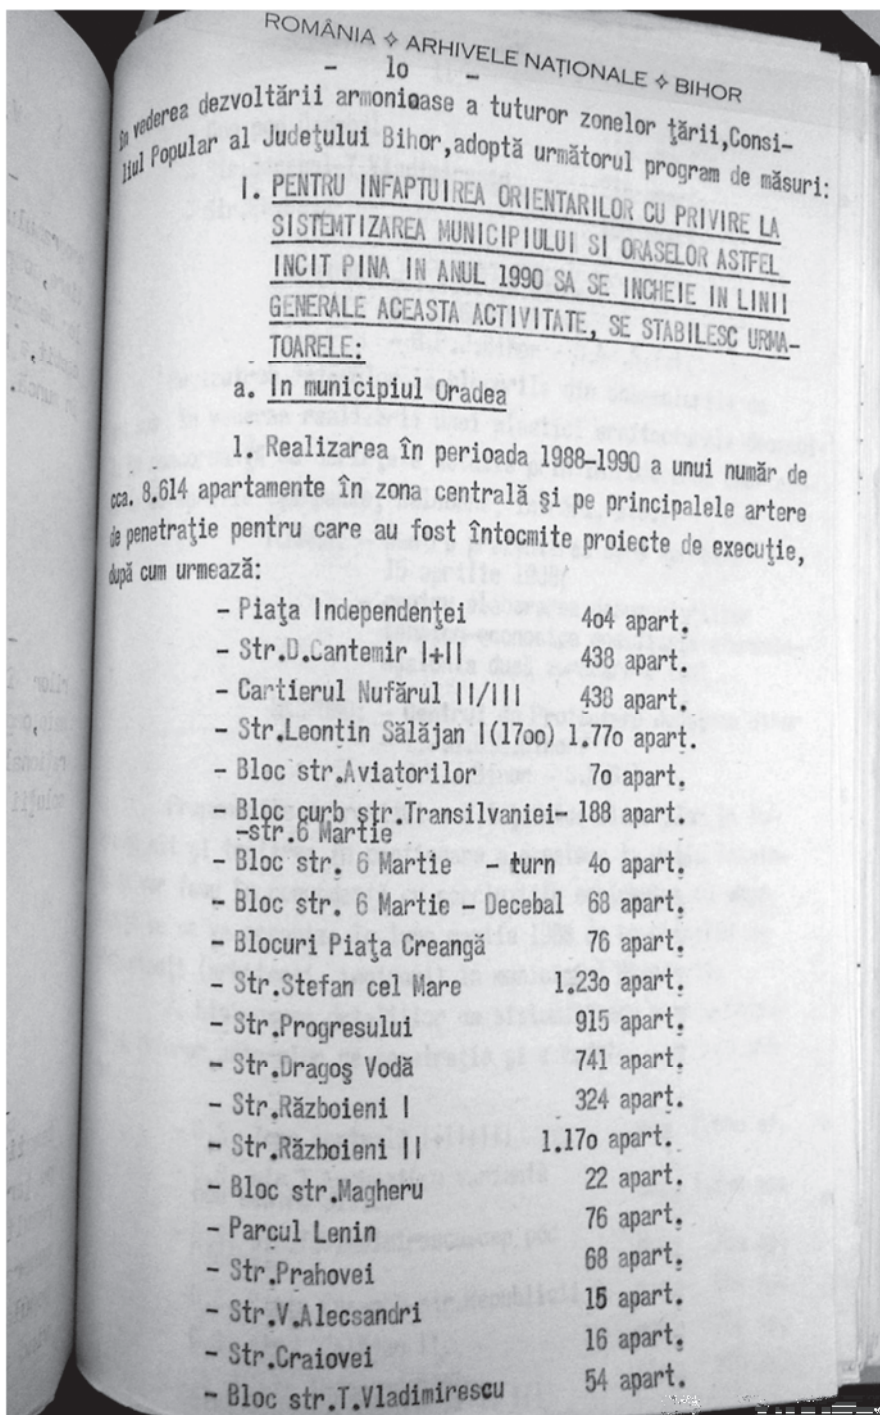 ROMÂNIA ✧ ARHIVELE NAȚIONALE ✧ BIHOR
- lo -
în vederea dezvoltării armonioase a tuturor zonelor ţării,Consi-
liul Popular al Judeţului Bihor,adoptă următorul program de măsuri:
I. PENTRU INFAPTUIREA ORIENTARILOR CU PRIVIRE LA
SISTEMTIZAREA MUNICIPIULUI SI ORASELOR ASTFEL
INCIT PINA IN ANUL 1990 SA SE INCHEIE IN LINII
GENERALE ACEASTA ACTIVITATE, SE STABILESC URMA-
TOARELE:
a. In municipiul Oradea
1. Realizarea în perioada 1988-1990 a unui număr de
cca. 8.614 apartamente în zona centrală şi pe principalele artere
de penetraţie pentru care au fost întocmite proiecte de execuţie,
după cum urmează:
- Piaţa Independenţei 4o4 apart.
- Str.D.Cantemir I+II 438 apart.
- Cartierul Nufărul II/III 438 apart.
- Str.Leontin Sălăjan I(17oo) 1.77o apart.
- Bloc str.Aviatorilor 7o apart.
- Bloc curb str.Transilvaniei- 188 apart.
-str.6 Martie
- Bloc str. 6 Martie - turn 4o apart.
- Bloc str. 6 Martie - Decebal 68 apart.
- Blocuri Piaţa Creangă 76 apart.
- Str.Stefan cel Mare 1.23o apart.
- Str.Progresului 915 apart.
- Str.Dragoş Vodă 741 apart.
- Str.Războieni I 324 apart.
- Str.Războieni II 1.17o apart.
- Bloc str.Magheru 22 apart.
- Parcul Lenin 76 apart.
- Str.Prahovei 68 apart.
- Str.V.Alecsandri 15 apart.
- Str.Craiovei 16 apart.
- Bloc str.T.Vladimirescu 54 apart.